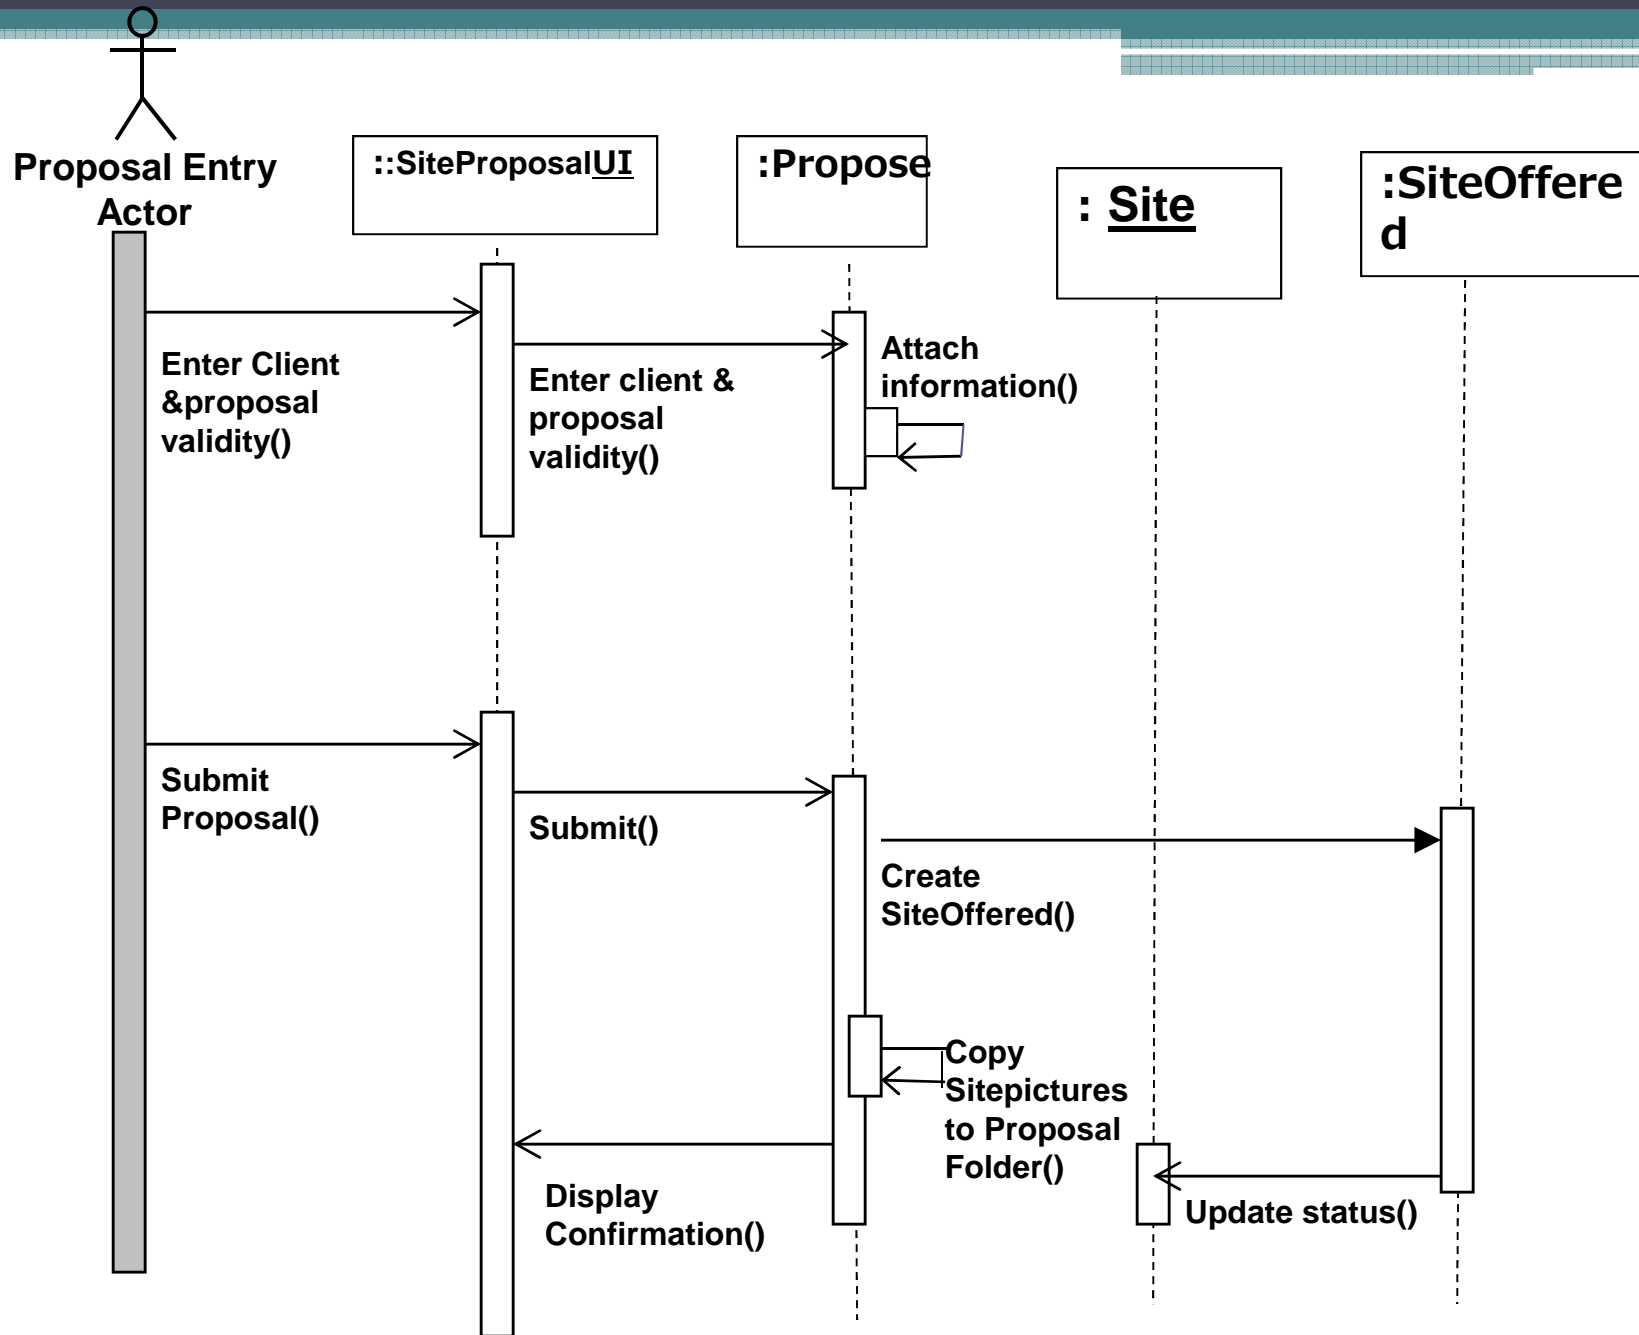 Proposal Entry
Actor
::SiteProposalUI
:Propose
: Site
:SiteOffere
d
Enter Client
&proposal
validity()
Enter client &
proposal
validity()
Attach
information()
Submit
Proposal()
Submit()
Create
SiteOffered()
Copy
Sitepictures
to Proposal
Folder()
Display
Confirmation()
Update status()